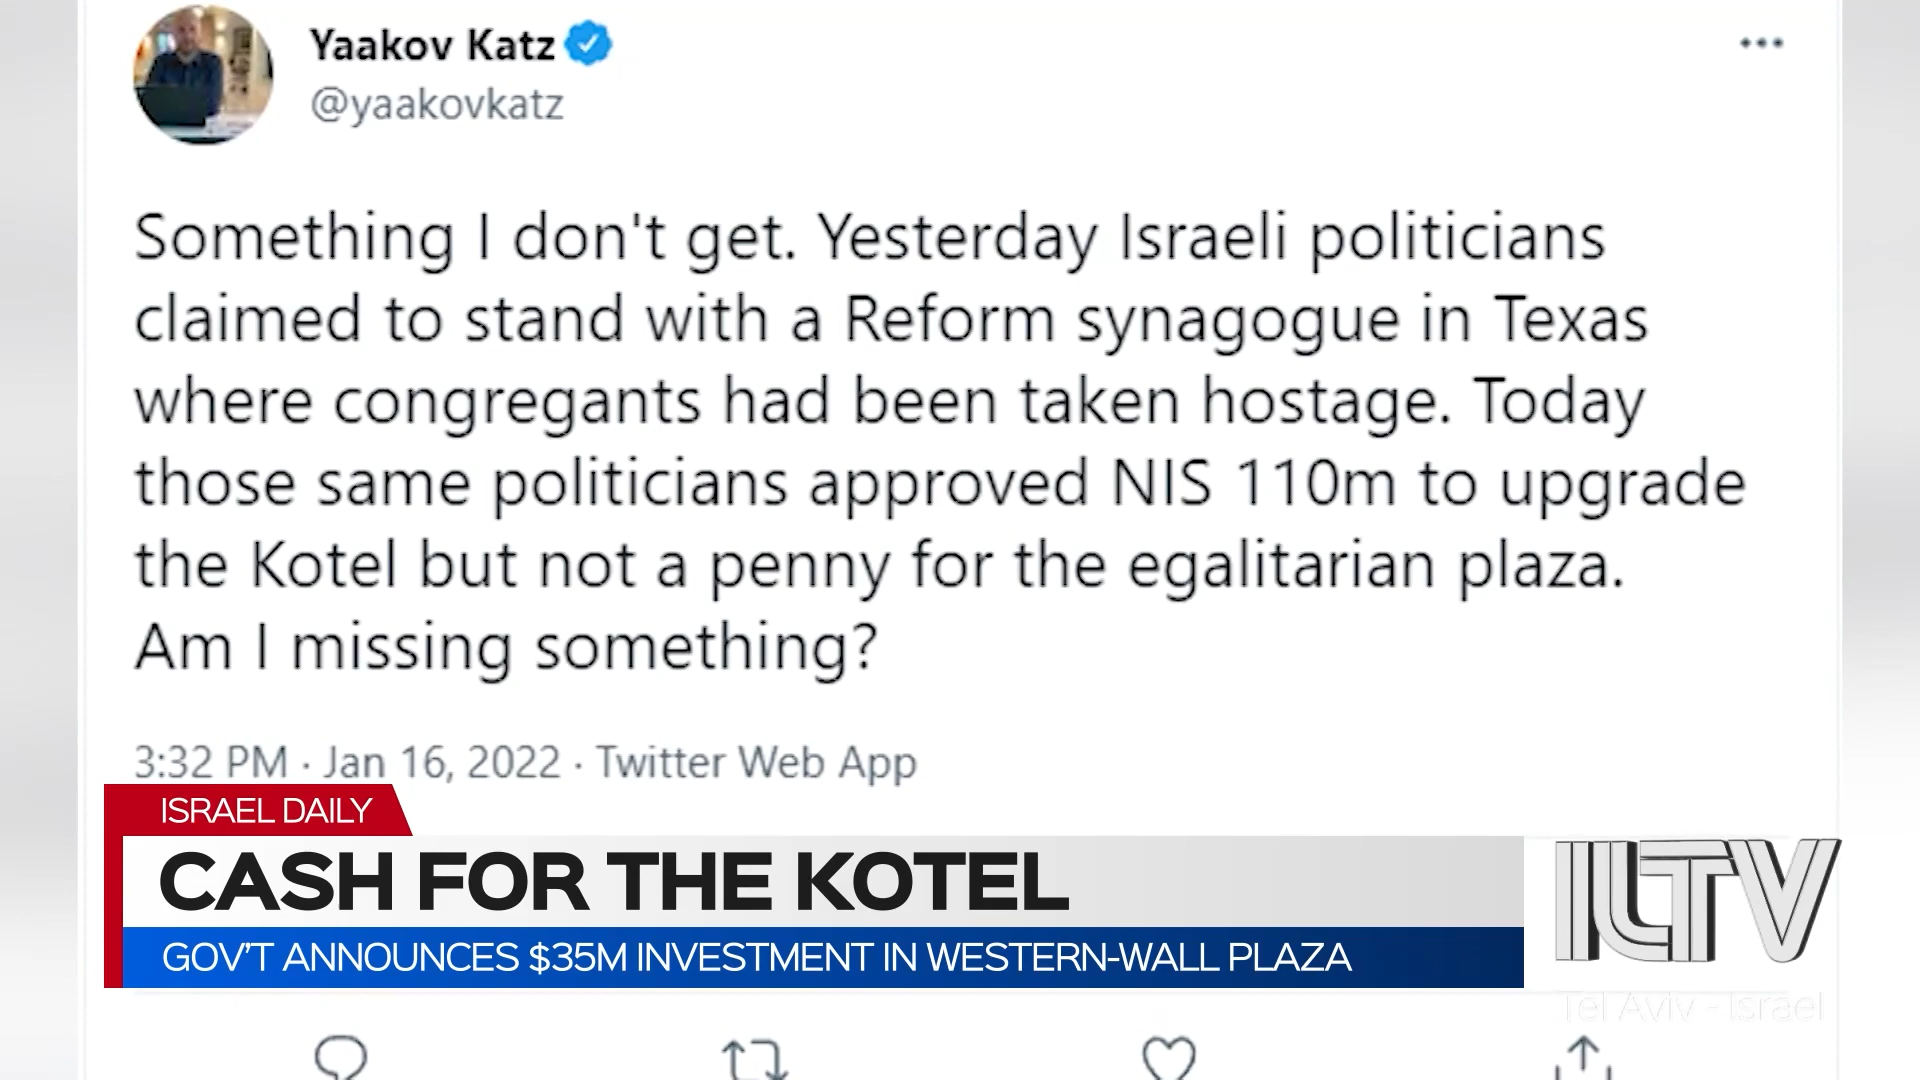 Yaakov Katz
@yaakovkatz
Something I don't get. Yesterday Israeli politicians
claimed to stand with a Reform synagogue in Texas
where congregants had been taken hostage. Today
those same politicians approved NIS 110m to upgrade
the Kotel but not a penny for the egalitarian plaza.
Am I missing something?
3:32 PM · Jan 16, 2022 · Twitter Web App
ISRAEL DAILY
CASH FOR THE KOTEL
GOV'T ANNOUNCES $35M INVESTMENT IN WESTERN-WALL PLAZA
ILTV
Tel Aviv - Israel